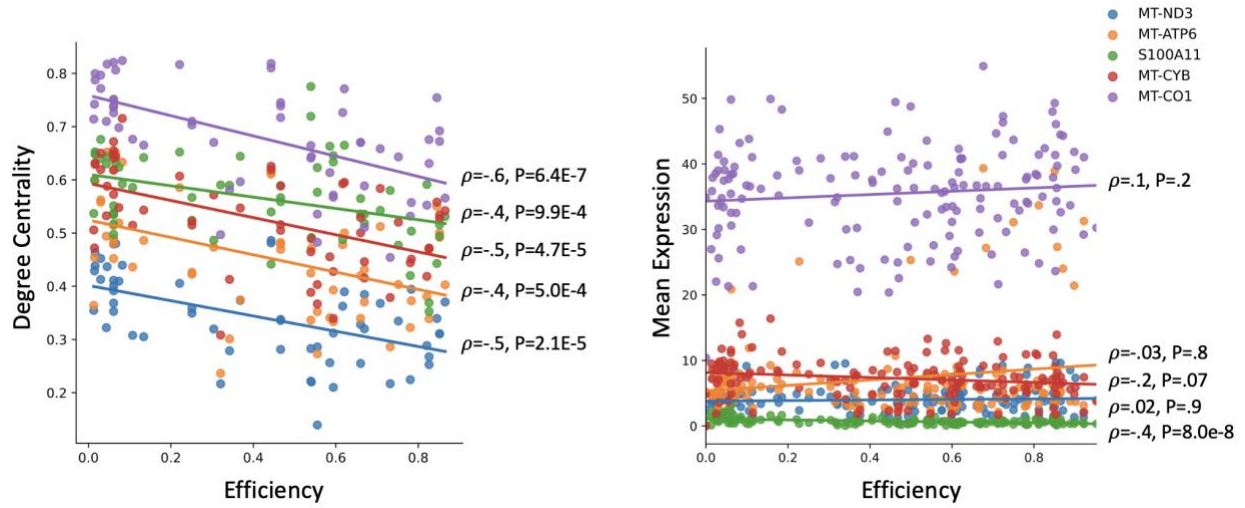 MT-ND3
MT-ATP6
S100A11
MT-CYB
MT-CO1
Degree Centrality
0.8
0.7
0.6
0.5
0.4
0.3
0.2
0.0 0.2 0.4 0.6 0.8
Efficiency
ρ=-.6, P=6.4E-7
ρ=-.4, P=9.9E-4
ρ=-.5, P=4.7E-5
ρ=-.4, P=5.0E-4
ρ=-.5, P=2.1E-5
Mean Expression
50
40
30
20
10
0
0.0 0.2 0.4 0.6 0.8
Efficiency
ρ=.1, P=.2
ρ=-.03, P=.8
ρ=-.2, P=.07
ρ=.02, P=.9
ρ=-.4, P=8.0e-8